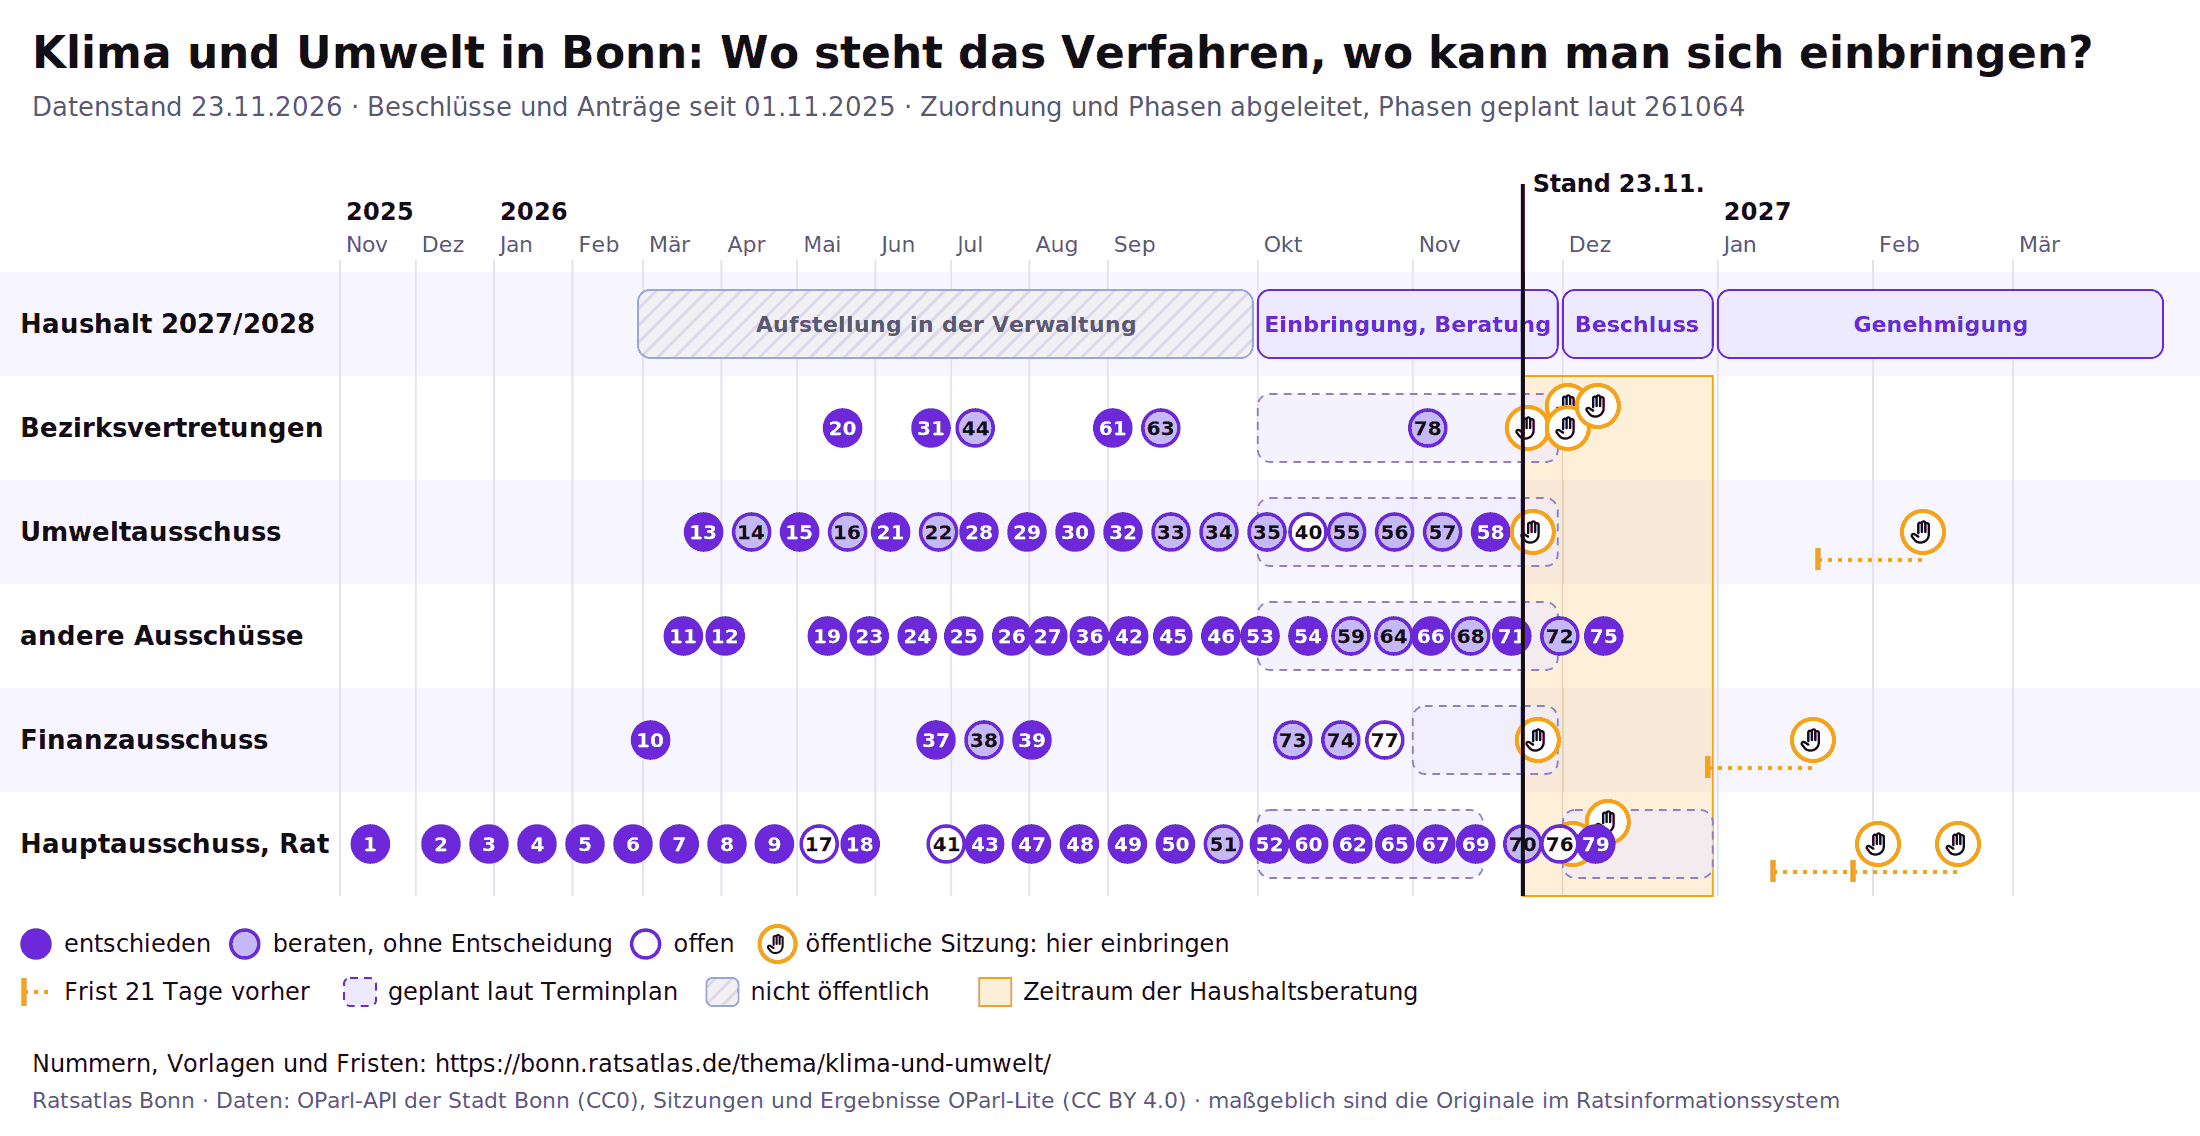 Klima und Umwelt in Bonn: Wo steht das Verfahren, wo kann man sich einbringen?
Datenstand 23.11.2026 · Beschlüsse und Anträge seit 01.11.2025 · Zuordnung und Phasen abgeleitet, Phasen geplant laut 261064
Stand 23.11.
2025 2026 2027
Nov Dez Jan Feb Mär Apr Mai Jun Jul Aug Sep Okt Nov Dez Jan Feb Mär
Haushalt 2027/2028 Aufstellung in der Verwaltung Einbringung, Beratung Beschluss Genehmigung
Bezirksvertretungen 20 31 44 61 63 78
Umweltausschuss 13 14 15 16 21 22 28 29 30 32 33 34 35 40 55 56 57 58
andere Ausschüsse 11 12 19 23 24 25 26 27 36 42 45 46 53 54 59 64 66 68 71 72 75
Finanzausschuss 10 37 38 39 73 74 77
Hauptausschuss, Rat 1 2 3 4 5 6 7 8 9 17 18 41 43 47 48 49 50 51 52 60 62 65 67 69 70 76 79
entschieden beraten, ohne Entscheidung offen öffentliche Sitzung: hier einbringen
Frist 21 Tage vorher geplant laut Terminplan nicht öffentlich Zeitraum der Haushaltsberatung
Nummern, Vorlagen und Fristen: https://bonn.ratsatlas.de/thema/klima-und-umwelt/
Ratsatlas Bonn · Daten: OParl-API der Stadt Bonn (CC0), Sitzungen und Ergebnisse OParl-Lite (CC BY 4.0) · maßgeblich sind die Originale im Ratsinformationssystem